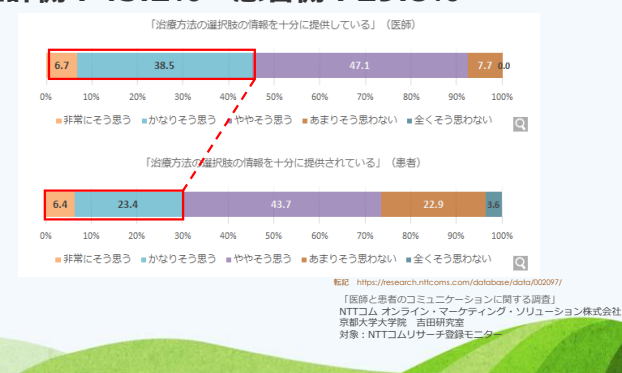 「治療方法の選択肢の情報を十分に提供している」（医師）
6.7 38.5 47.1 7.7 0.0
0% 10% 20% 30% 40% 50% 60% 70% 80% 90% 100%
■非常にそう思う ■かなりそう思う ■ややそう思う ■あまりそう思わない ■全くそう思わない
「治療方法の選択肢の情報を十分に提供されている」（患者）
6.4 23.4 43.7 22.9 3.6
0% 10% 20% 30% 40% 50% 60% 70% 80% 90% 100%
■非常にそう思う ■かなりそう思う ■ややそう思う ■あまりそう思わない ■全くそう思わない
転記 https://research.nttcoms.com/database/data/002097/
「医師と患者のコミュニケーションに関する調査」
NTTコム オンライン・マーケティング・ソリューション株式会社
京都大学大学院 吉田研究室
対象：NTTコムリサーチ登録モニター